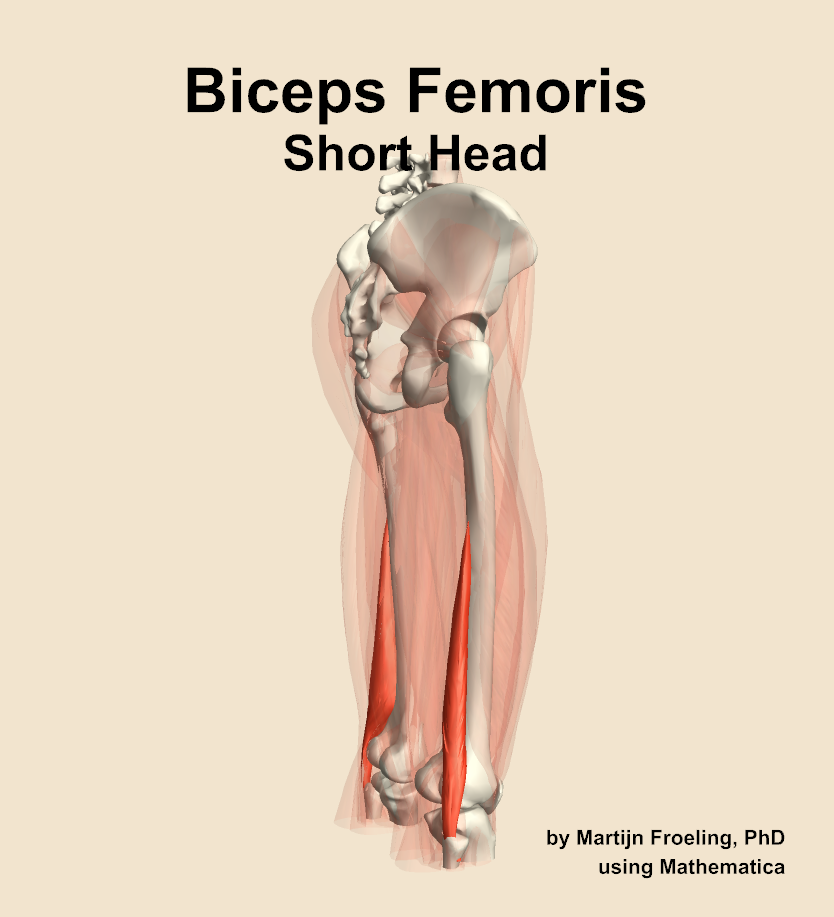 Biceps Femoris
Short Head
by Martijn Froeling, PhD
using Mathematica